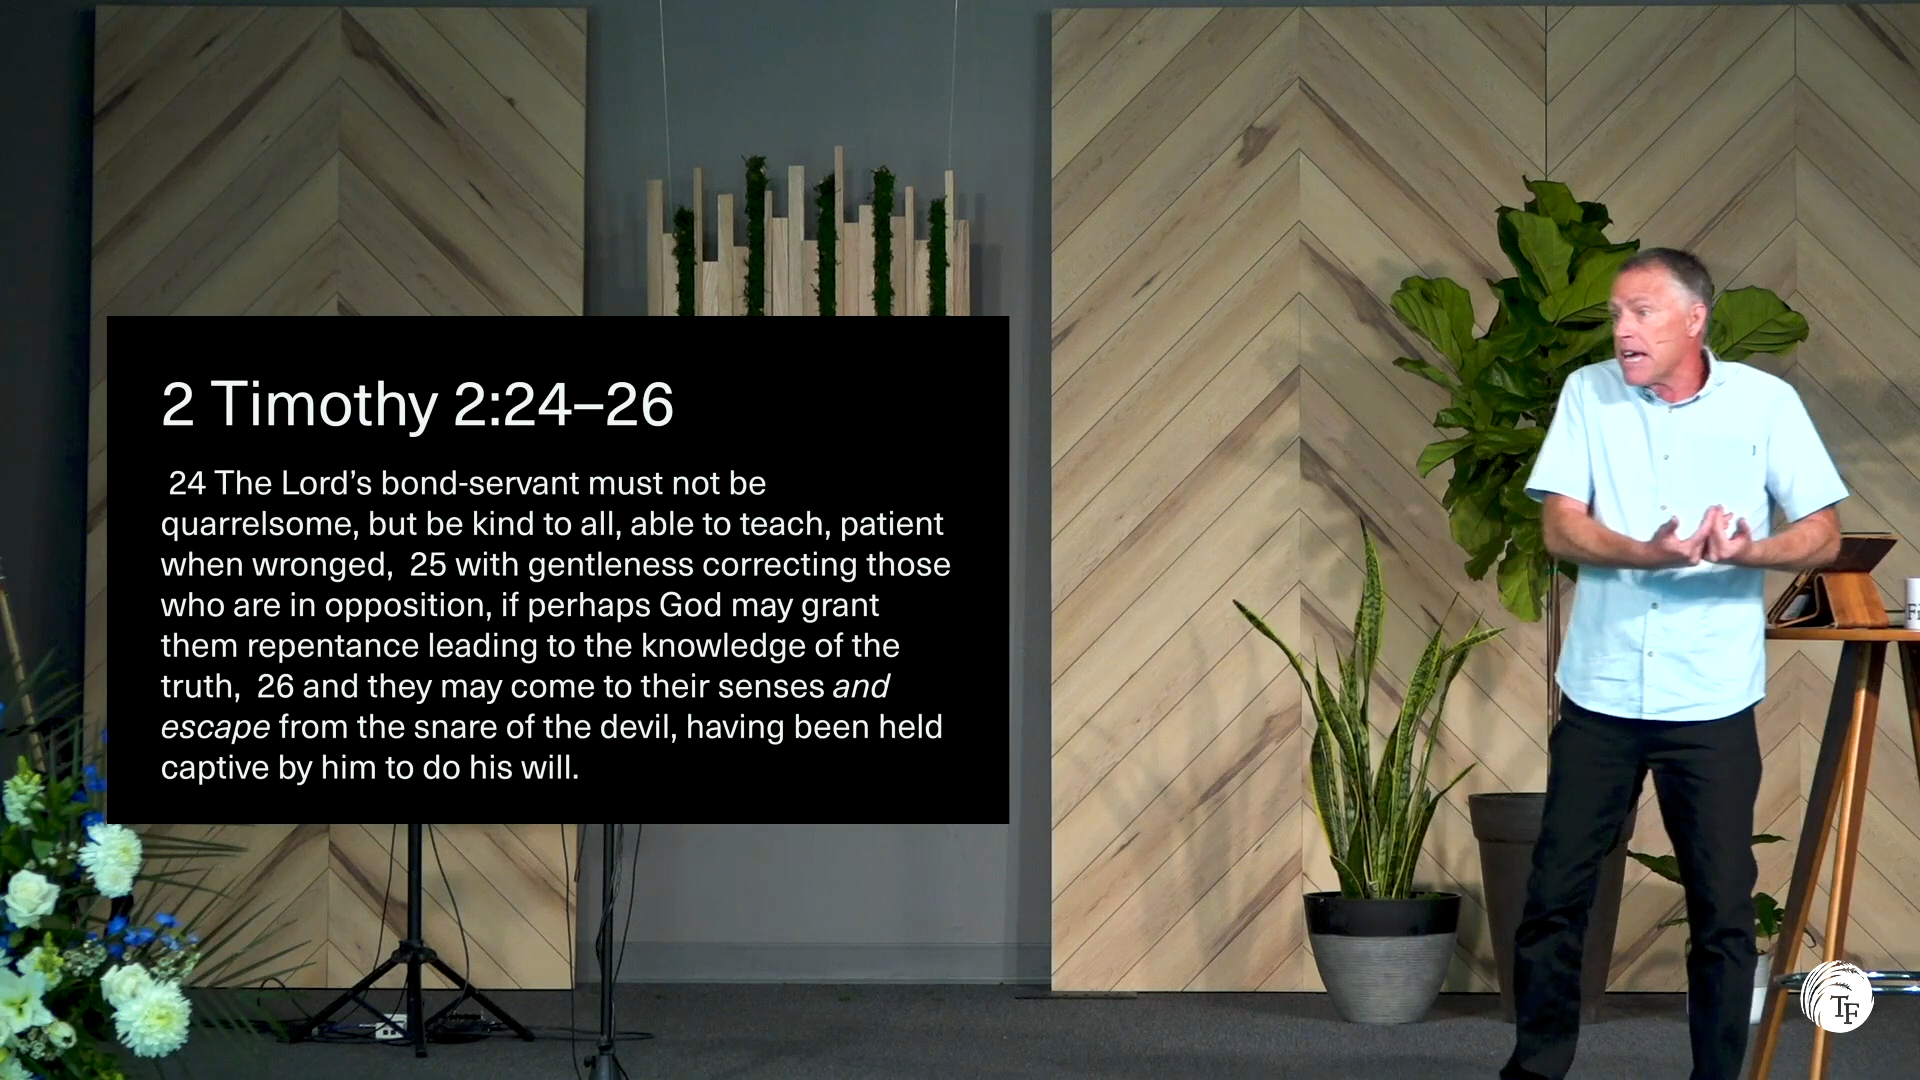 2 Timothy 2:24–26
24 The Lord’s bond-servant must not be
quarrelsome, but be kind to all, able to teach, patient
when wronged,  25 with gentleness correcting those
who are in opposition, if perhaps God may grant
them repentance leading to the knowledge of the
truth,  26 and they may come to their senses and
escape from the snare of the devil, having been held
captive by him to do his will.
TF